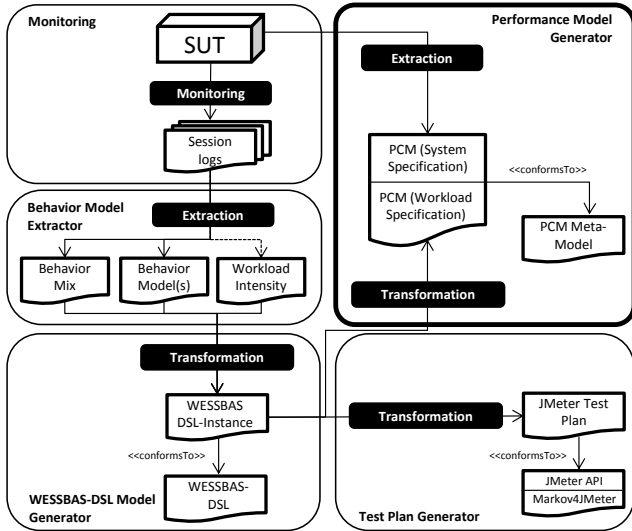 Monitoring
SUT
Monitoring
Session
logs
Performance Model
Generator
Extraction
PCM (System
Specification)
PCM (Workload
Specification)
<<conformsTo>>
PCM Meta-
Model
Transformation
Behavior Model
Extractor
Extraction
Behavior
Mix
Behavior
Model(s)
Workload
Intensity
Transformation
WESSBAS
DSL-Instance
<<conformsTo>>
WESSBAS-
DSL
WESSBAS-DSL Model
Generator
Transformation
JMeter Test
Plan
<<conformsTo>>
JMeter API
Markov4JMeter
Test Plan Generator